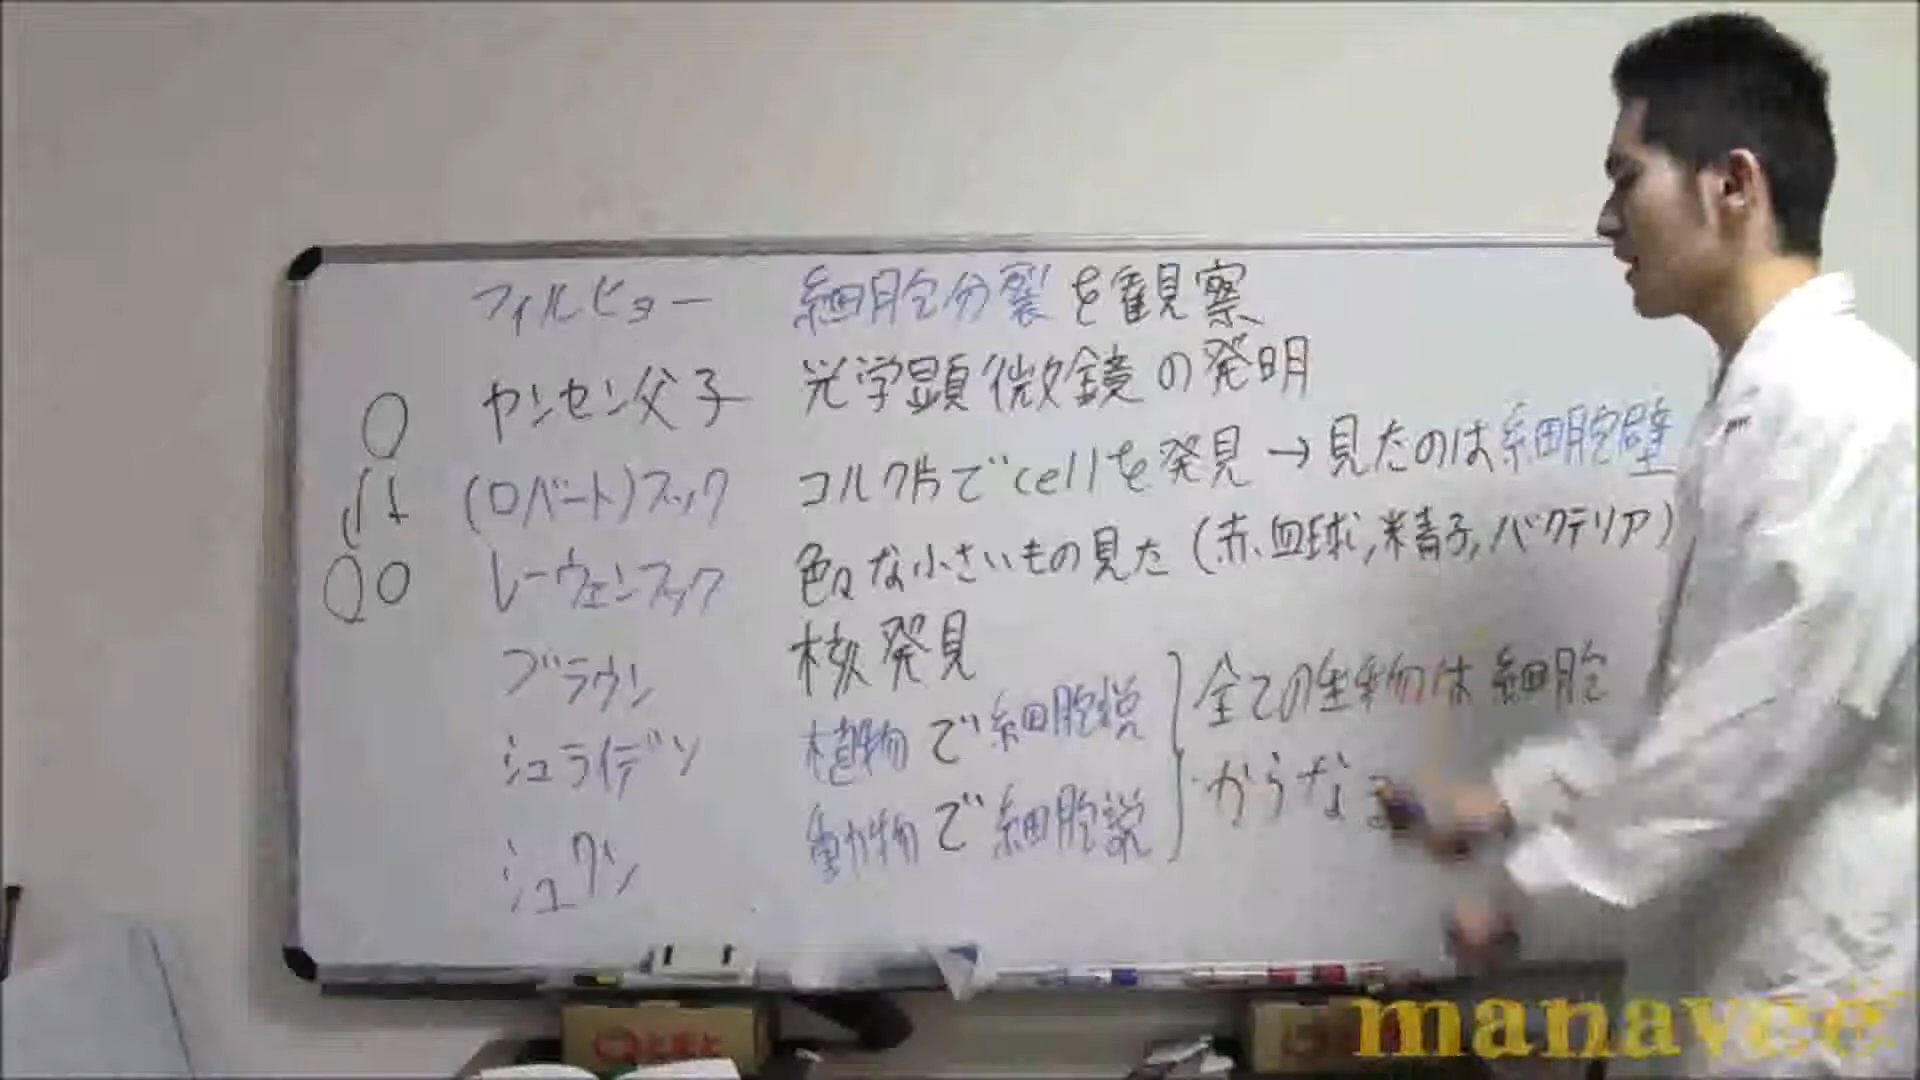 フィルヒョー 細胞分裂を観察
ヤンセン父子 光学顕微鏡の発明
(ロバート)フック コルク片でcellを発見→見たのは細胞壁
レーウェンフック 色々な小さいもの見た(赤血球,精子,バクテリア)
ブラウン 核発見
シュライデン 植物で細胞説
シュワン 動物で細胞説
全ての生物は細胞
からなる
manavee